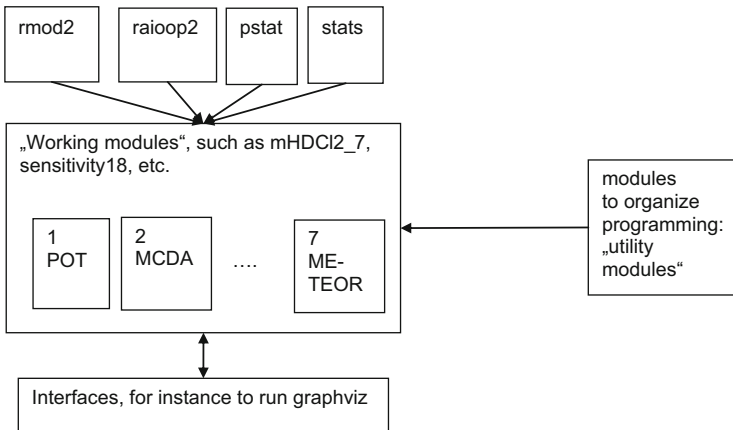 rmod2
raioop2
pstat
stats
„Working modules“, such as mHDCl2_7,
sensitivity18, etc.
1
POT
2
MCDA
....
7
ME-
TEOR
modules
to organize
programming:
„utility
modules“
Interfaces, for instance to run graphviz